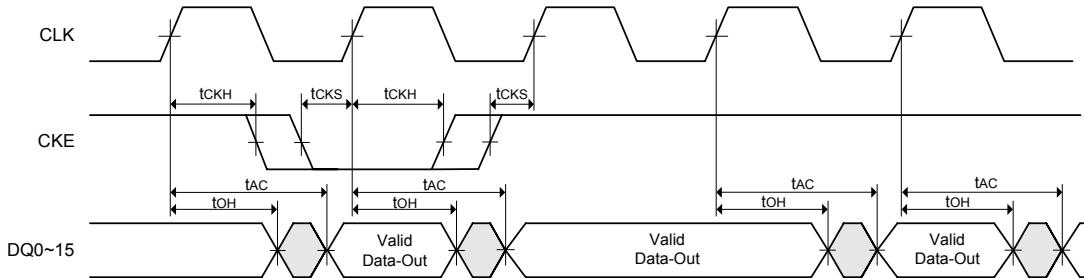 CLK
tCKH tCKS tCKH tCKS
CKE
tAC tAC tAC tAC
tOH tOH tOH tOH
DQ0~15
Valid
Data-Out
Valid
Data-Out
Valid
Data-Out